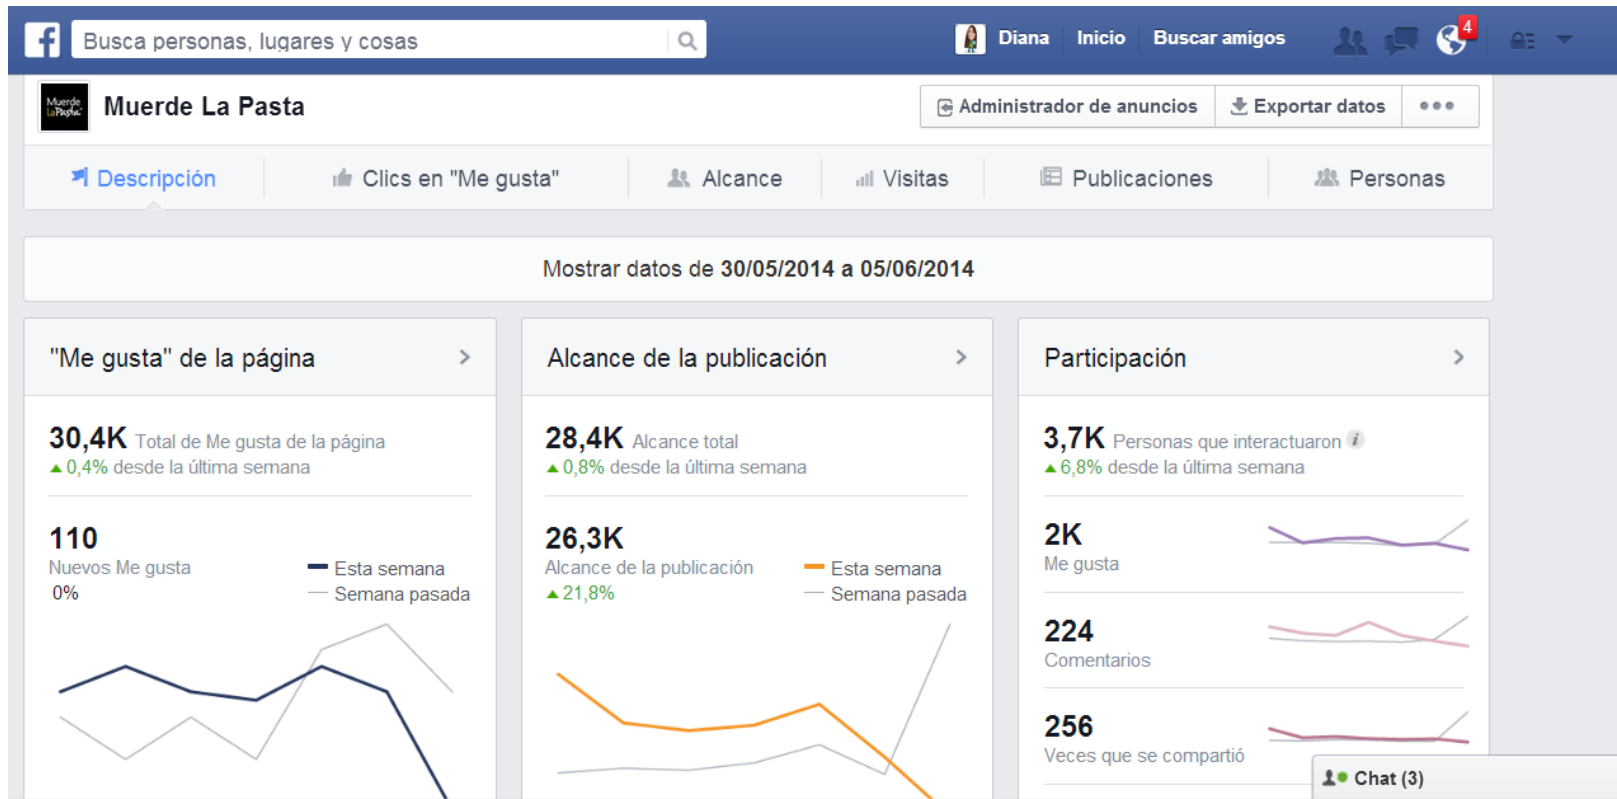 Busca personas, lugares y cosas
Diana Inicio Buscar amigos 4
Muerde LaPasta
Muerde La Pasta
Administrador de anuncios Exportar datos
Descripción Clics en "Me gusta" Alcance Visitas Publicaciones Personas
Mostrar datos de 30/05/2014 a 05/06/2014
"Me gusta" de la página
30,4K Total de Me gusta de la página
0,4% desde la última semana
110
Nuevos Me gusta
0%
Esta semana
Semana pasada
Alcance de la publicación
28,4K Alcance total
0,8% desde la última semana
26,3K
Alcance de la publicación
21,8%
Esta semana
Semana pasada
Participación
3,7K Personas que interactuaron i
6,8% desde la última semana
2K
Me gusta
224
Comentarios
256
Veces que se compartió
Chat (3)